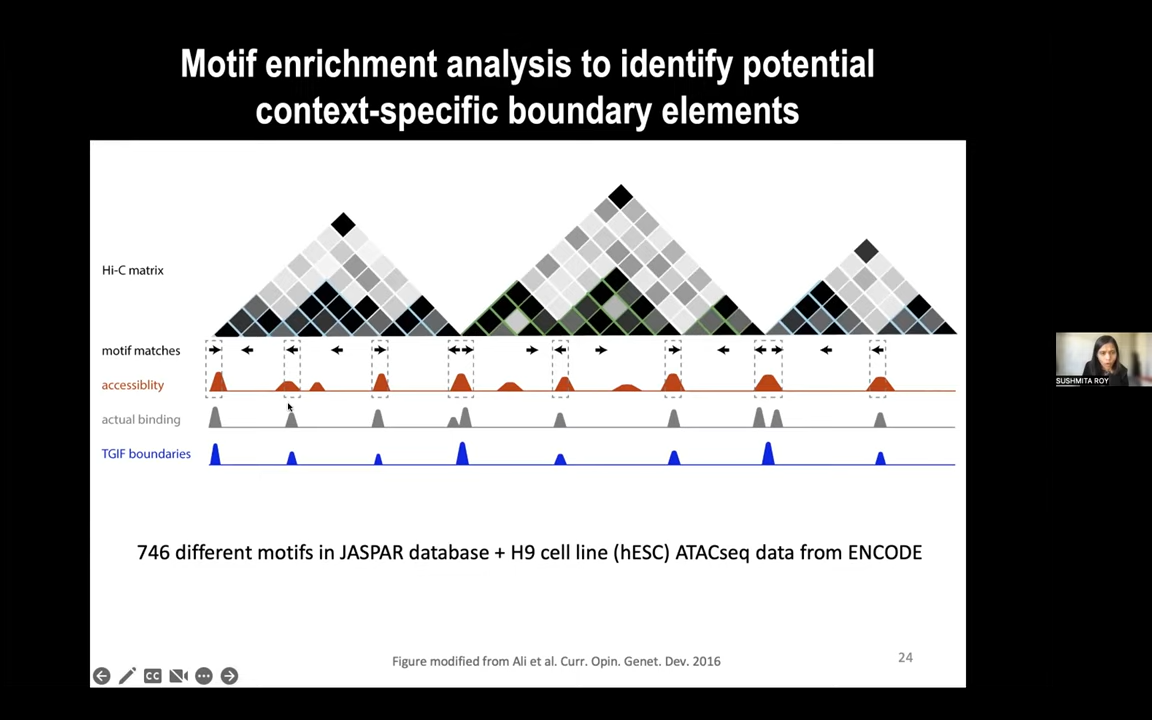 Motif enrichment analysis to identify potential
context-specific boundary elements
Hi-C matrix
motif matches
accessiblity
actual binding
TGIF boundaries
746 different motifs in JASPAR database + H9 cell line (hESC) ATACseq data from ENCODE
Figure modified from Ali et al. Curr. Opin. Genet. Dev. 2016
24
CC
SUSHMITA ROY